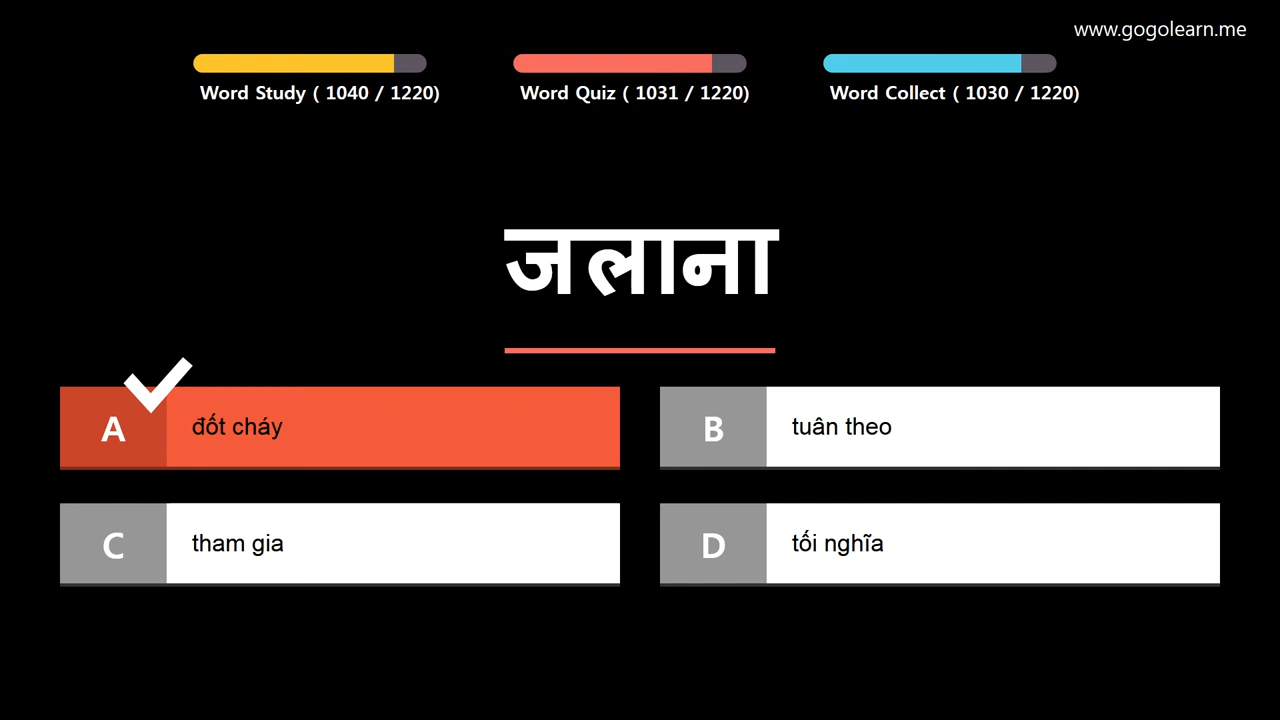 www.gogolearn.me
Word Study ( 1040 / 1220)
Word Quiz ( 1031 / 1220)
Word Collect ( 1030 / 1220)
जलाना
A đốt cháy
B tuân theo
C tham gia
D tối nghĩa